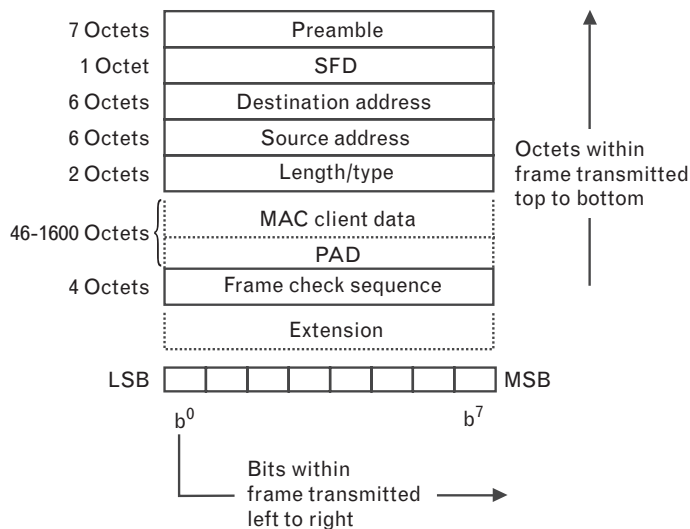 7 Octets Preamble
1 Octet SFD
6 Octets Destination address
6 Octets Source address
2 Octets Length/type
Octets within
frame transmitted
top to bottom
46-1600 Octets MAC client data
PAD
4 Octets Frame check sequence
Extension
LSB MSB
b⁰ b⁷
Bits within
frame transmitted
left to right